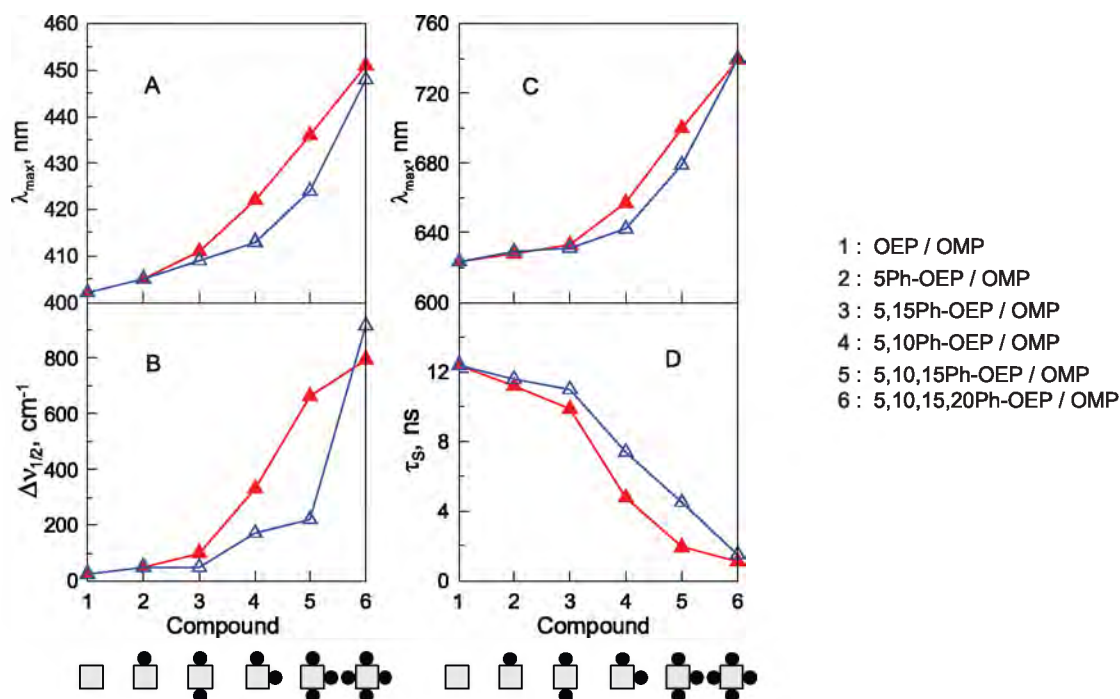 460
450
440
430
420
410
400
λmax, nm
A
760
720
680
640
600
λmax, nm
C
800
600
400
200
0
Δν1/2, cm-1
B
12
8
4
0
τS, ns
D
1 2 3 4 5 6
Compound
1 2 3 4 5 6
Compound
1 : OEP / OMP
2 : 5Ph-OEP / OMP
3 : 5,15Ph-OEP / OMP
4 : 5,10Ph-OEP / OMP
5 : 5,10,15Ph-OEP / OMP
6 : 5,10,15,20Ph-OEP / OMP